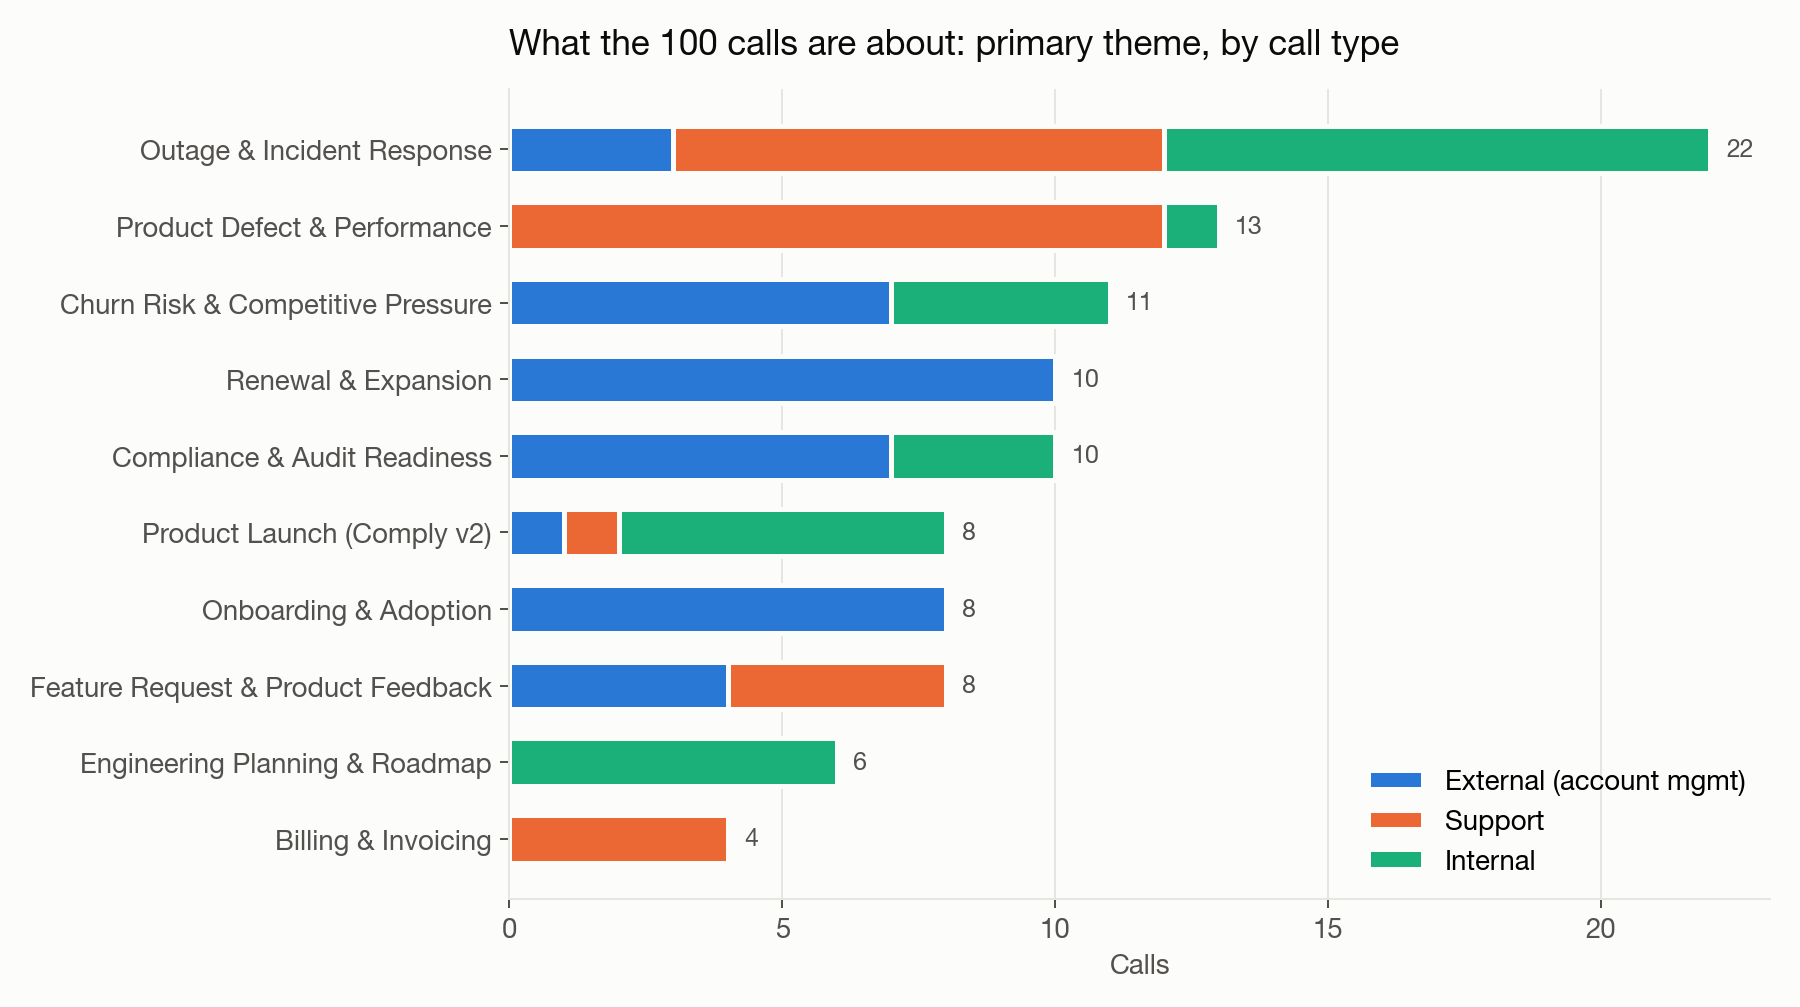 What the 100 calls are about: primary theme, by call type
Outage & Incident Response
22
Product Defect & Performance
13
Churn Risk & Competitive Pressure
11
Renewal & Expansion
10
Compliance & Audit Readiness
10
Product Launch (Comply v2)
8
Onboarding & Adoption
8
Feature Request & Product Feedback
8
Engineering Planning & Roadmap
6
Billing & Invoicing
4
External (account mgmt)
Support
Internal
0 5 10 15 20
Calls